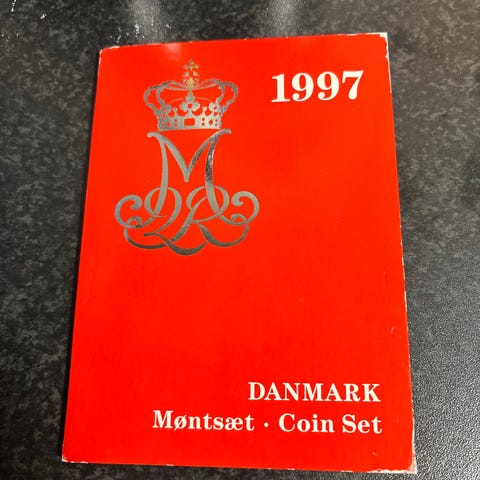 1997
DANMARK
Møntsæt · Coin Set